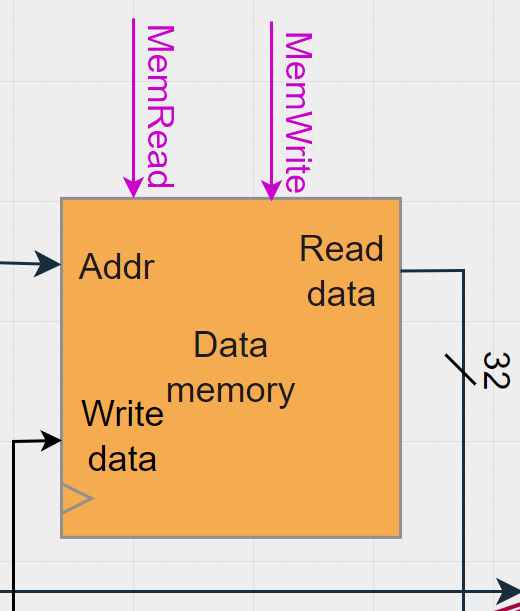 MemRead
MemWrite
Addr
Read
data
Data
memory
Write
data
32